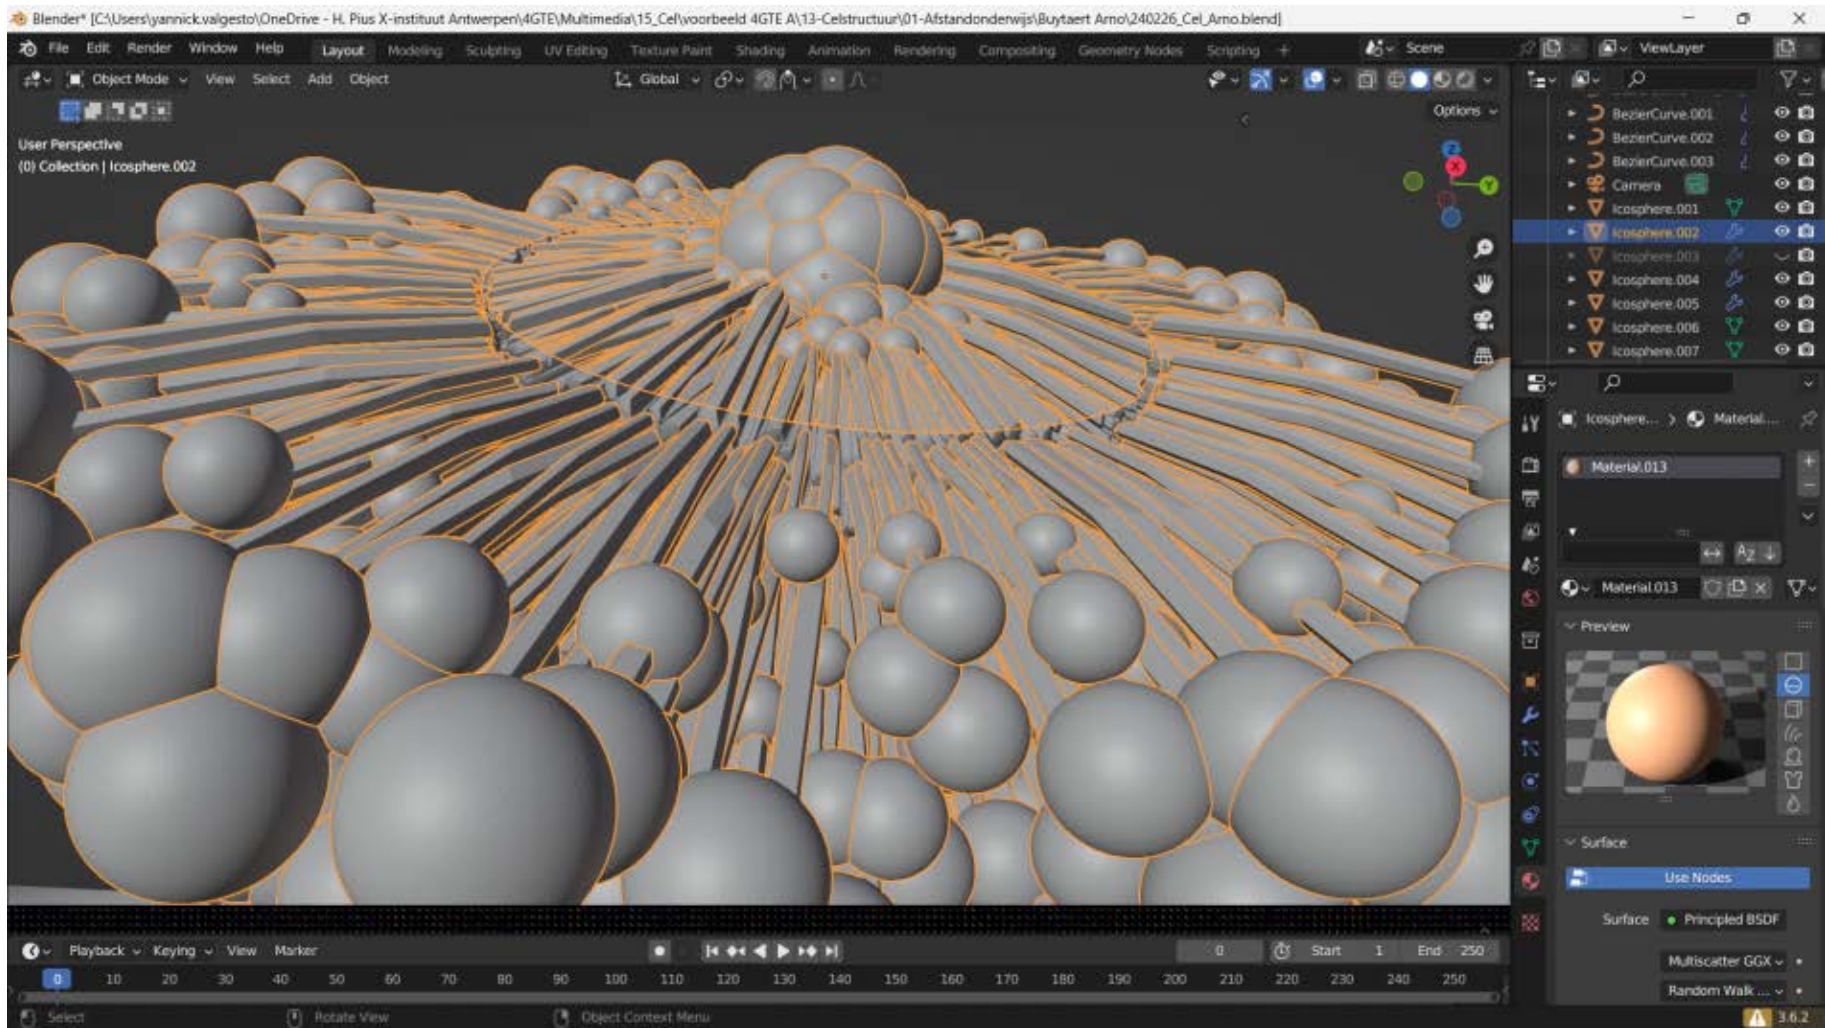 Blender* [C:\Users\yannick.valgesto\OneDrive - H. Pius X-instituut Antwerpen\4GTE\Multimedia\15_Cel\voorbeeld 4GTE A\13-Celstructuur\01-Afstandonderwijs\Buytaert Arno\240226_Cel_Arno.blend]
File Edit Render Window Help Layout Modeling Sculpting UV Editing Texture Paint Shading Animation Rendering Compositing Geometry Nodes Scripting + Scene ViewLayer
Object Mode View Select Add Object Global
Options
User Perspective
(0) Collection | Icosphere.002
Z
X
Y
BezierCurve.001
BezierCurve.002
BezierCurve.003
Camera
Icosphere.001
Icosphere.002
Icosphere.003
Icosphere.004
Icosphere.005
Icosphere.006
Icosphere.007
Icosphere... > Material....
Material.013
Material.013
Preview
Surface
Use Nodes
Surface Principled BSDF
Multiscatter GGX
Random Walk ...
Playback Keying View Marker 0 Start 1 End 250
0 10 20 30 40 50 60 70 80 90 100 110 120 130 140 150 160 170 180 190 200 210 220 230 240 250
Select Rotate View Object Context Menu 3.6.2